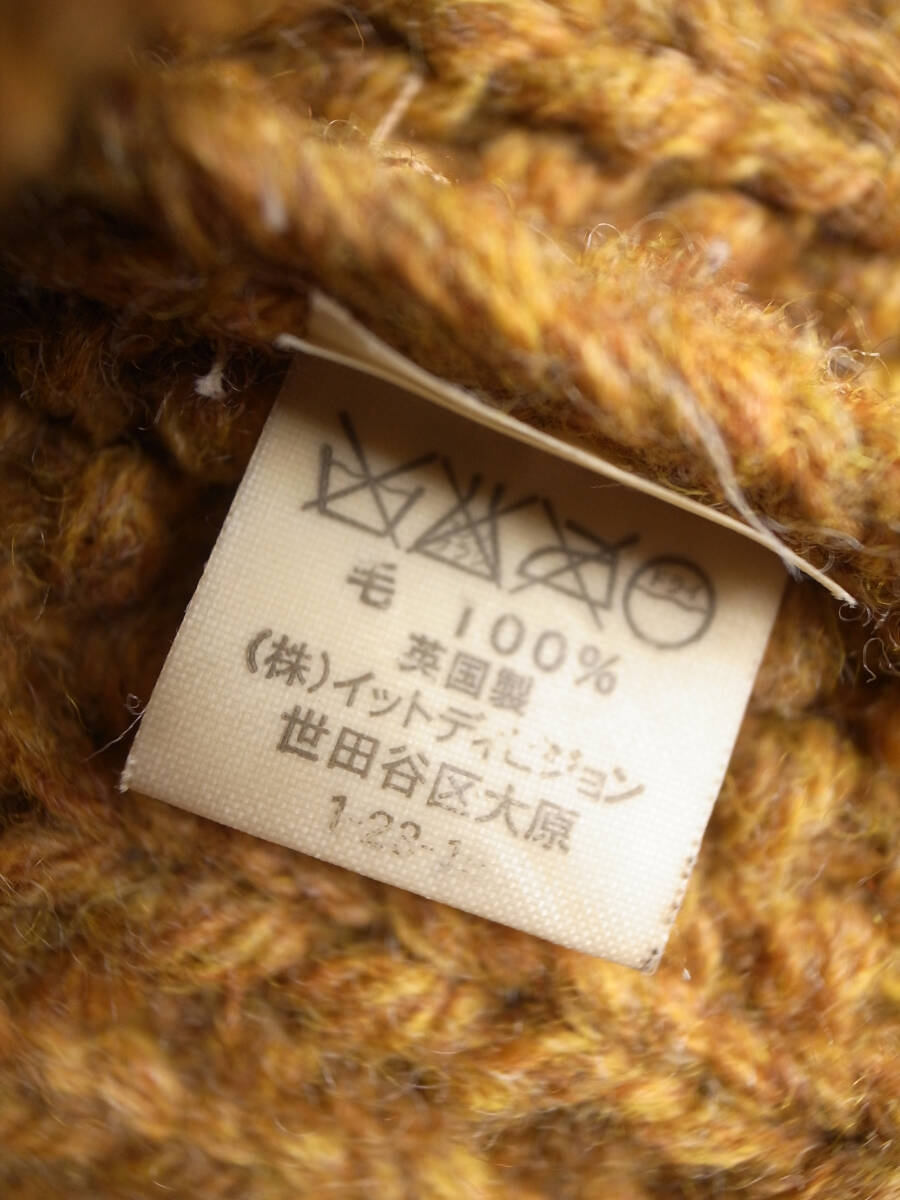 毛 100%
英国製
(株)イットディビジョン
世田谷区大原